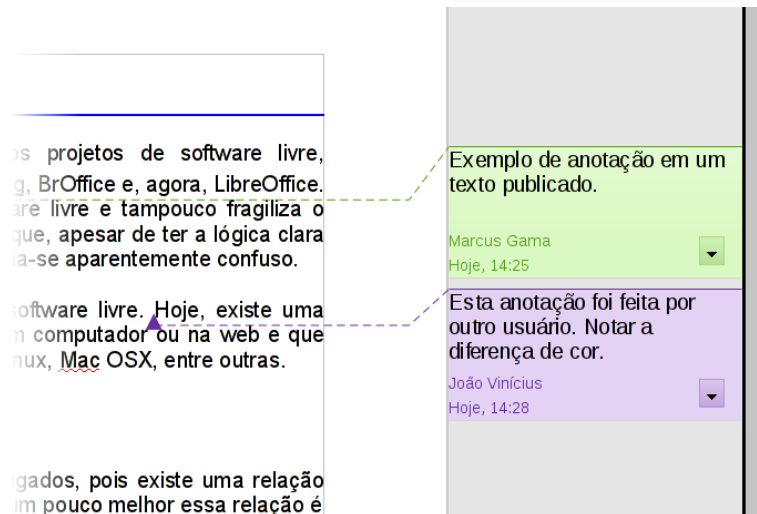 os projetos de software livre,
g, BrOffice e, agora, LibreOffice.
are livre e tampouco fragiliza o
que, apesar de ter a lógica clara
na-se aparentemente confuso.
software livre. Hoje, existe uma
m computador ou na web e que
nux, Mac OSX, entre outras.
igados, pois existe uma relação
um pouco melhor essa relação é
Exemplo de anotação em um
texto publicado.
Marcus Gama
Hoje, 14:25
Esta anotação foi feita por
outro usuário. Notar a
diferença de cor.
João Vinícius
Hoje, 14:28